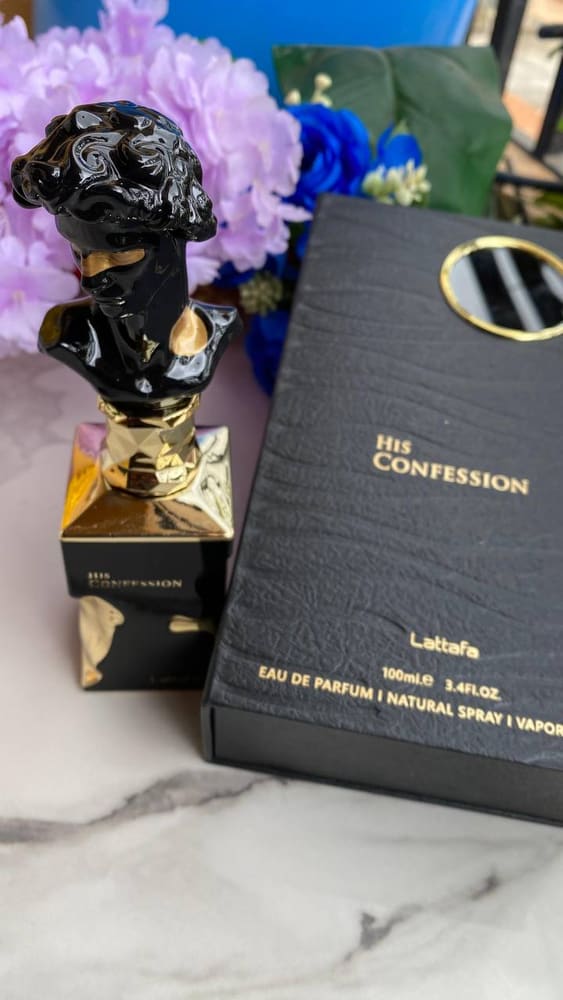 HIS
CONFESSION
HIS
CONFESSION
Lattafa
100ml.e 3.4FL.OZ.
EAU DE PARFUM I NATURAL SPRAY I VAPOR